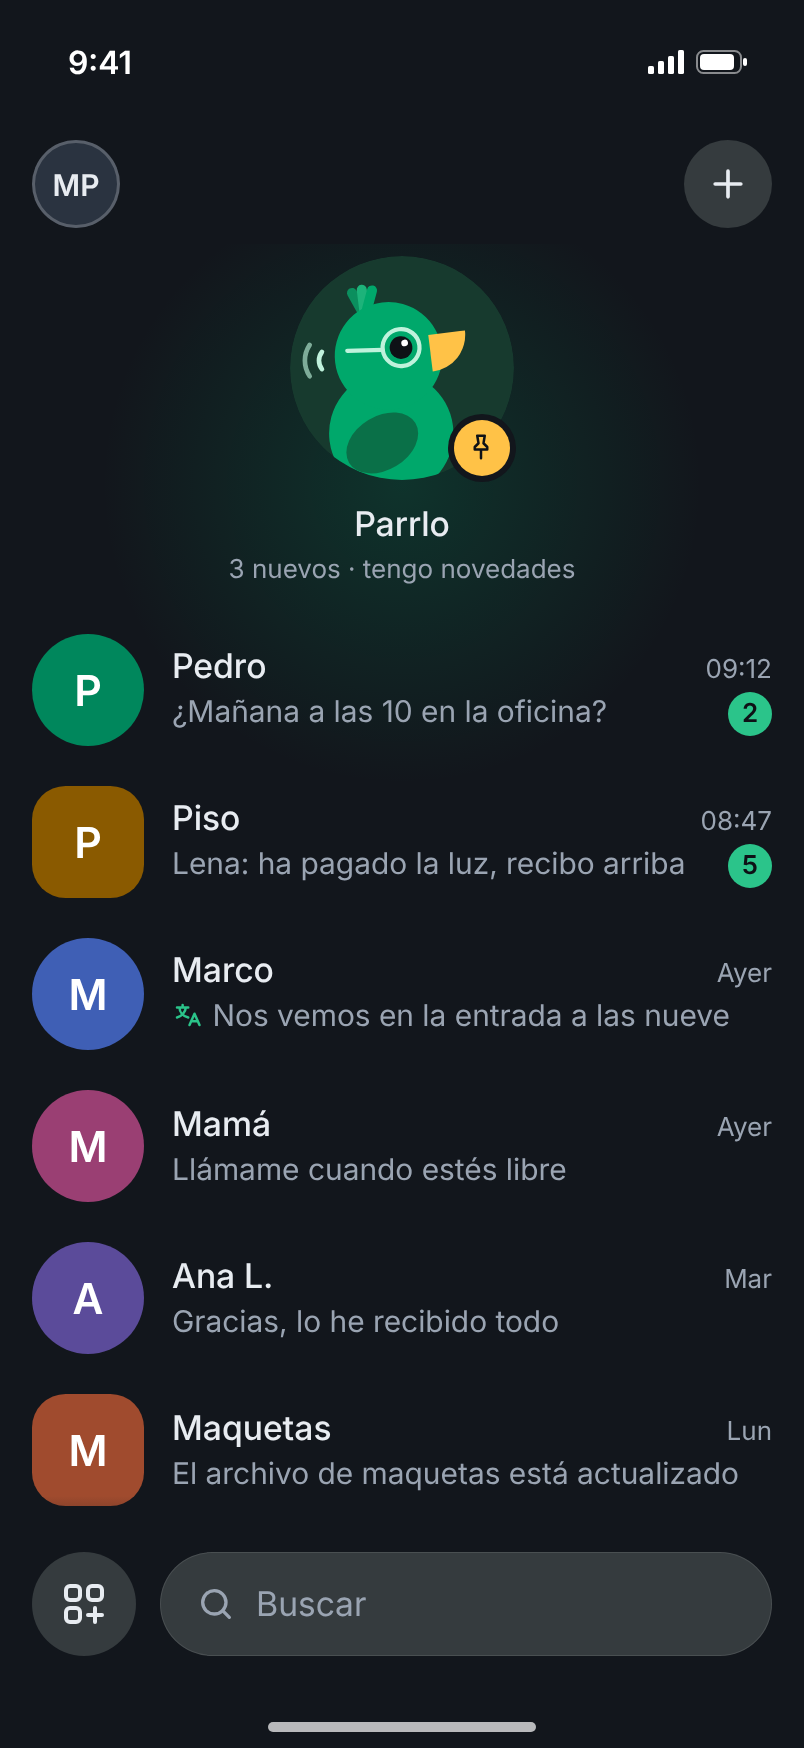 9:41
MP
Parrlo
3 nuevos · tengo novedades
P
Pedro
09:12
¿Mañana a las 10 en la oficina?
2
P
Piso
08:47
Lena: ha pagado la luz, recibo arriba
5
M
Marco
Ayer
Nos vemos en la entrada a las nueve
M
Mamá
Ayer
Llámame cuando estés libre
A
Ana L.
Mar
Gracias, lo he recibido todo
M
Maquetas
Lun
El archivo de maquetas está actualizado
Buscar